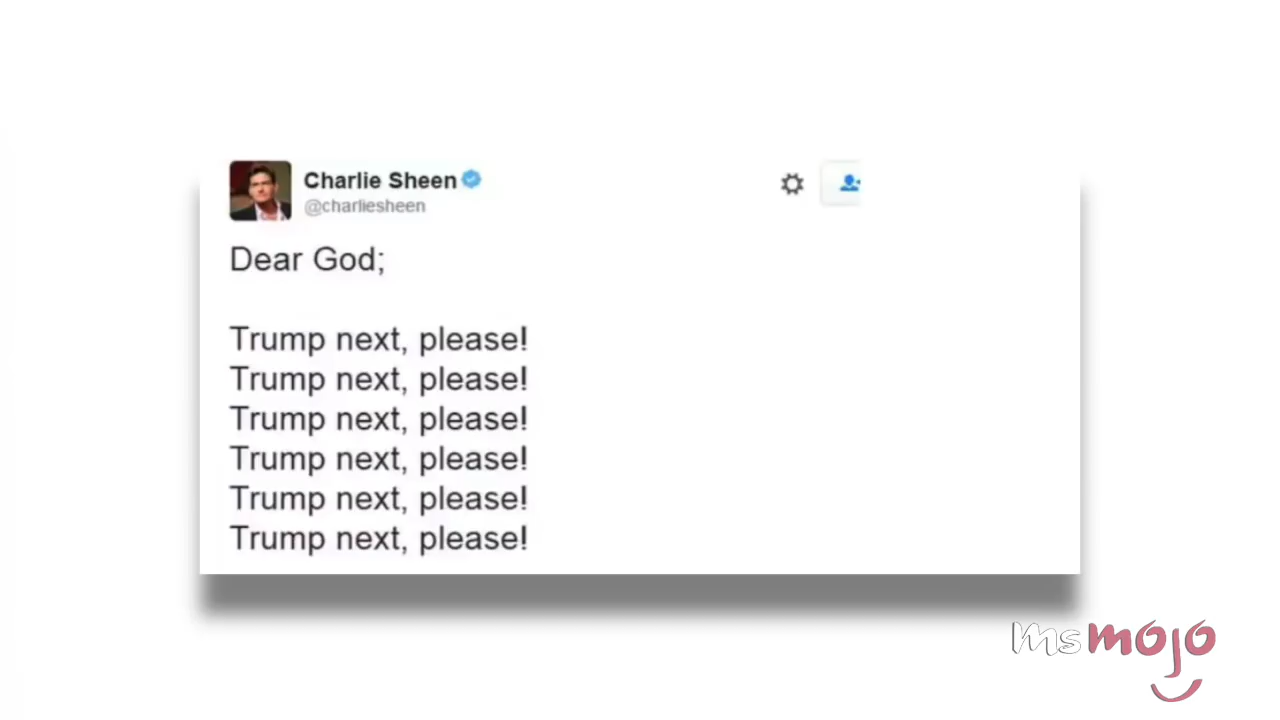 Charlie Sheen
@charliesheen
Dear God;
Trump next, please!
Trump next, please!
Trump next, please!
Trump next, please!
Trump next, please!
Trump next, please!
msmojo